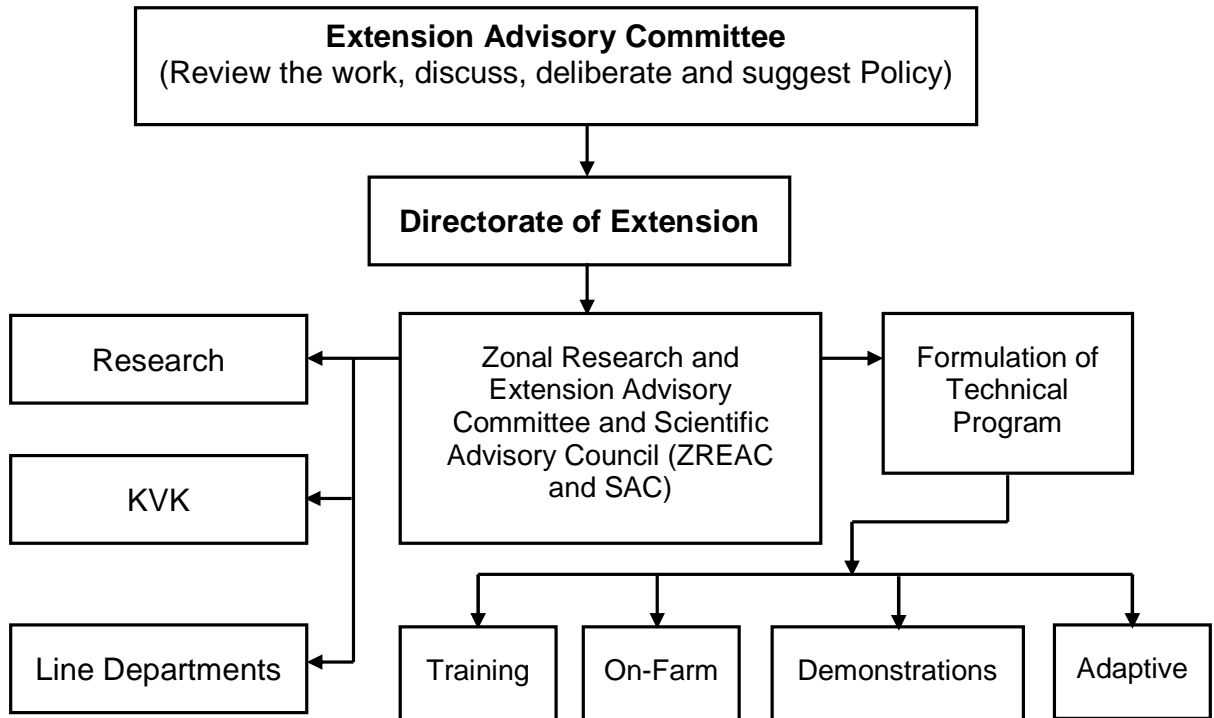 Extension Advisory Committee
(Review the work, discuss, deliberate and suggest Policy)
Directorate of Extension
Research
KVK
Line Departments
Zonal Research and
Extension Advisory
Committee and Scientific
Advisory Council (ZREAC
and SAC)
Formulation of
Technical
Program
Training
On-Farm
Demonstrations
Adaptive